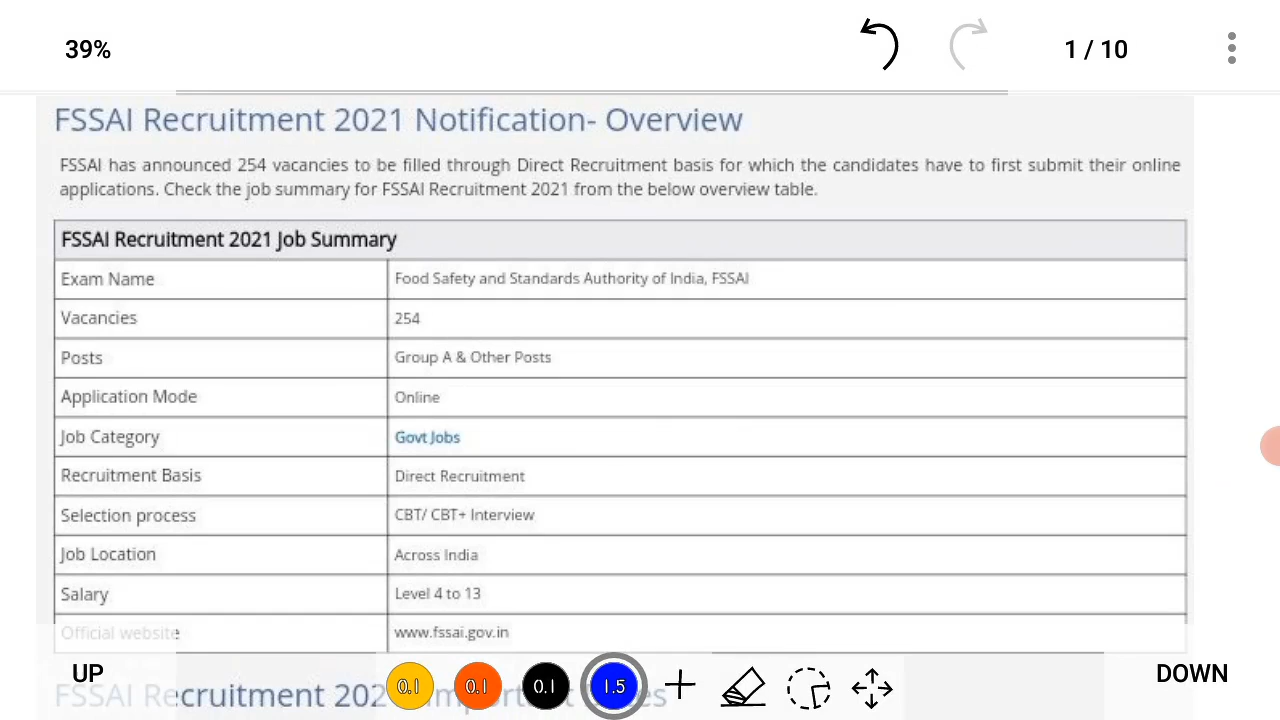 39%
1 / 10
FSSAI Recruitment 2021 Notification- Overview
FSSAI has announced 254 vacancies to be filled through Direct Recruitment basis for which the candidates have to first submit their online
applications. Check the job summary for FSSAI Recruitment 2021 from the below overview table.
FSSAI Recruitment 2021 Job Summary
Exam Name Food Safety and Standards Authority of India, FSSAI
Vacancies 254
Posts Group A & Other Posts
Application Mode Online
Job Category Govt Jobs
Recruitment Basis Direct Recruitment
Selection process CBT/ CBT+ Interview
Job Location Across India
Salary Level 4 to 13
Official website www.fssai.gov.in
UP
0.1 0.1 0.1 1.5
DOWN
FSSAI Recruitment 202